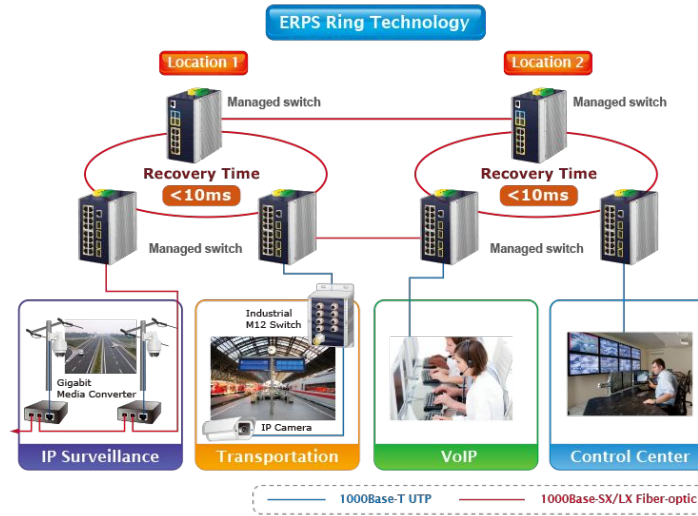 ERPS Ring Technology
Location 1
Location 2
Managed switch
Managed switch
Recovery Time
<10ms
Recovery Time
<10ms
Managed switch
Managed switch
Industrial
M12 Switch
Gigabit
Media Converter
IP Camera
IP Surveillance
Transportation
VoIP
Control Center
1000Base-T UTP
1000Base-SX/LX Fiber-optic